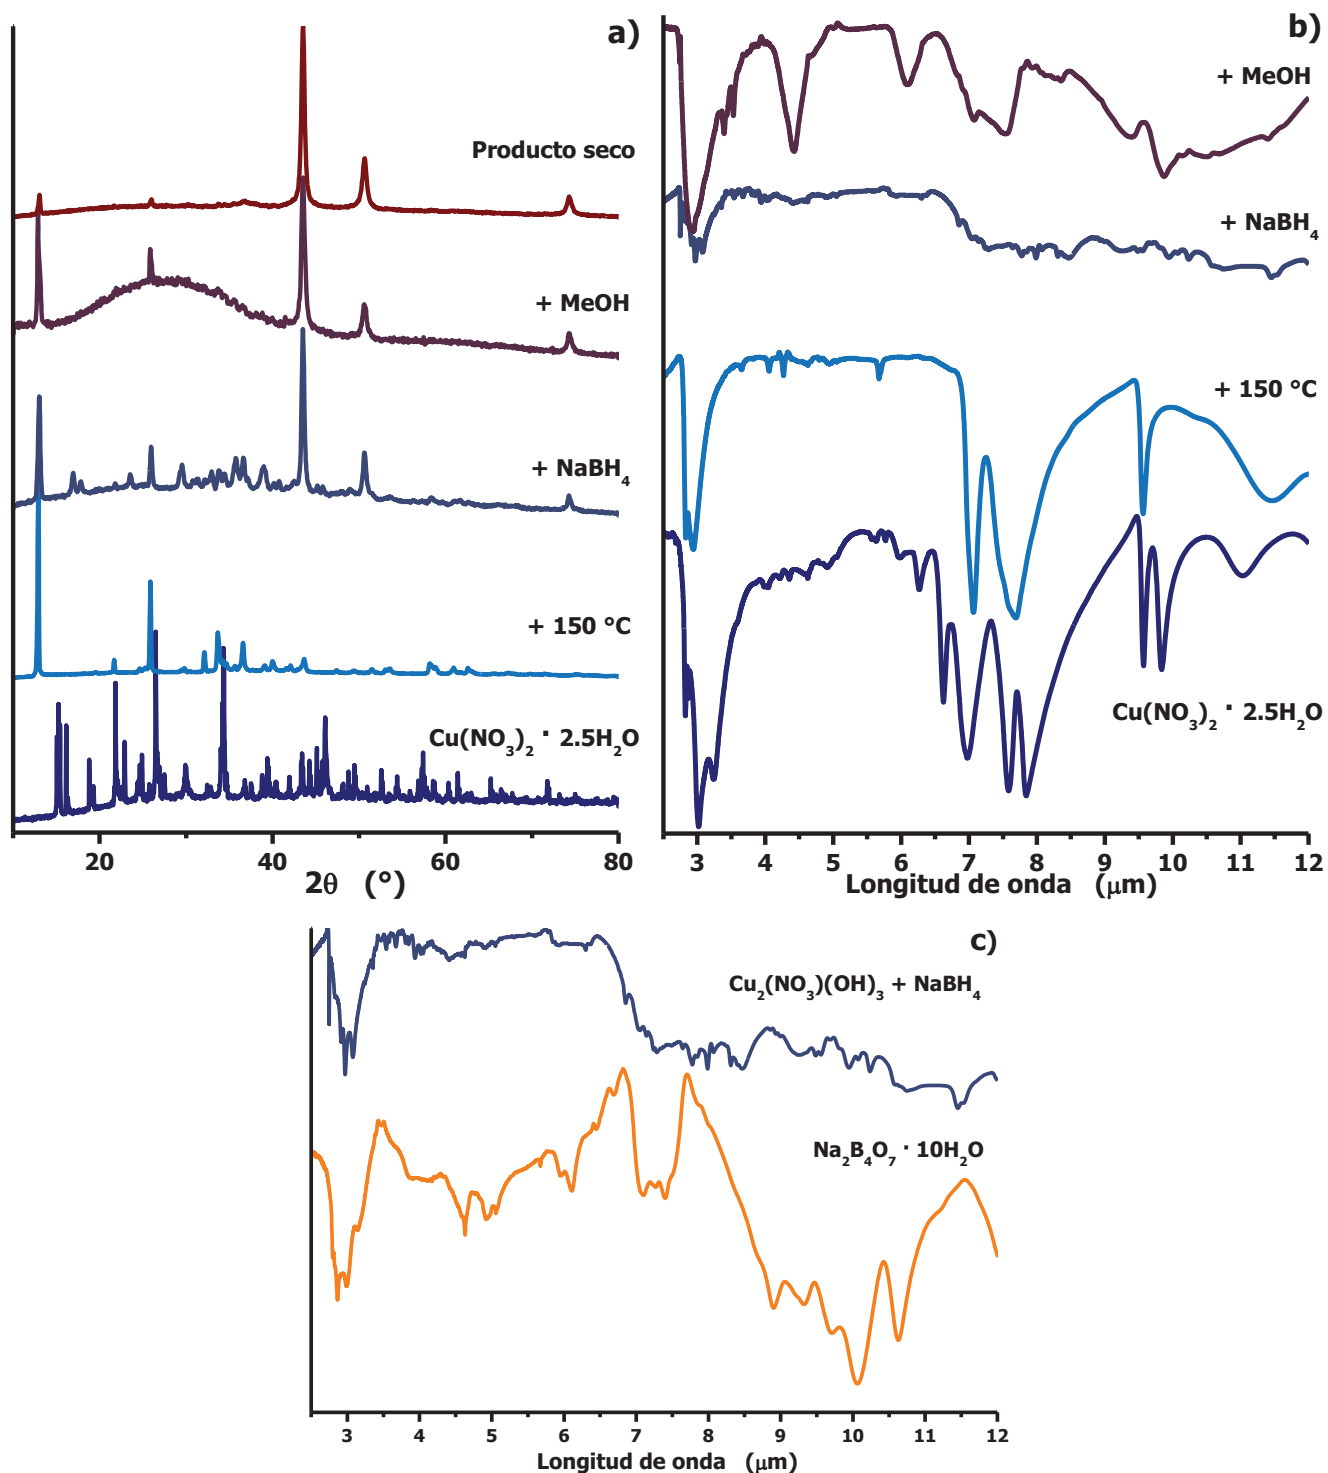 a)
Producto seco
+ MeOH
+ NaBH₄
+ 150 °C
Cu(NO₃)₂ · 2.5H₂O
20 40 60 80
2θ (°)
b)
+ MeOH
+ NaBH₄
+ 150 °C
Cu(NO₃)₂ · 2.5H₂O
3 4 5 6 7 8 9 10 11 12
Longitud de onda (μm)
c)
Cu₂(NO₃)(OH)₃ + NaBH₄
Na₂B₄O₇ · 10H₂O
3 4 5 6 7 8 9 10 11 12
Longitud de onda (μm)